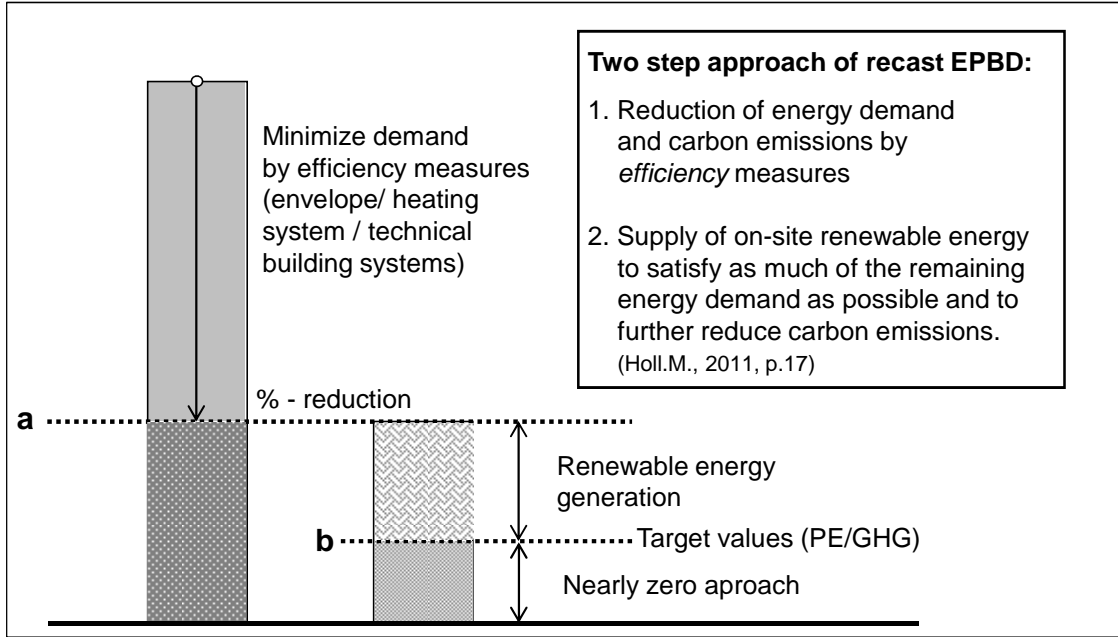 Minimize demand
by efficiency measures
(envelope/ heating
system / technical
building systems)
Two step approach of recast EPBD:
1. Reduction of energy demand
and carbon emissions by
efficiency measures
2. Supply of on-site renewable energy
to satisfy as much of the remaining
energy demand as possible and to
further reduce carbon emissions.
(Holl.M., 2011, p.17)
% - reduction
a
Renewable energy
generation
b
Target values (PE/GHG)
Nearly zero aproach